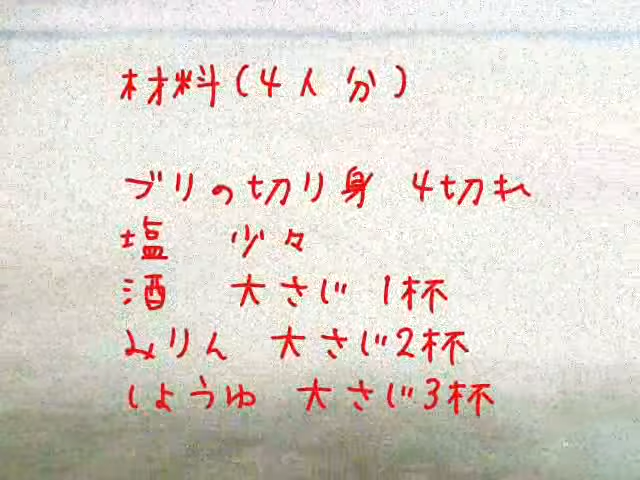 材料(4人分)
ブリの切り身 4切れ
塩 少々
酒 大さじ 1杯
みりん 大さじ2杯
しょうゆ 大さじ3杯